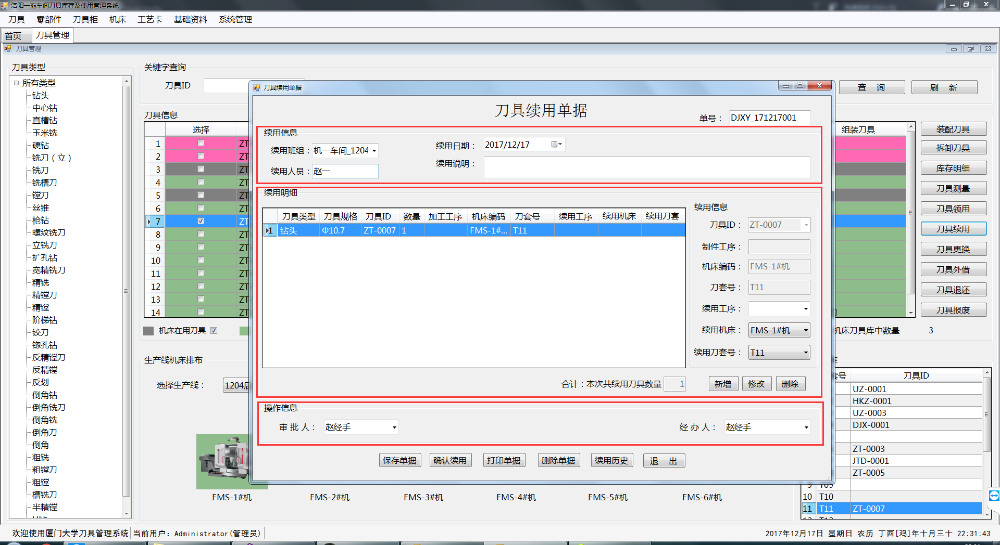 洛阳一拖车间刀具库存及使用管理系统
刀具 零部件 刀具柜 机床 工艺卡 基础资料 系统管理
首页 刀具管理
刀具管理
刀具类型
所有类型
钻头
中心钻
直槽钻
玉米铣
硬钻
铣刀（立）
铣刀
铣槽刀
镗刀
丝锥
枪钻
螺纹铣刀
立铣刀
扩孔钻
宽精铣刀
精铣
精镗刀
精镗
阶梯钻
铰刀
锪孔钻
反精镗刀
反精镗
反划
倒角钻
倒角铣刀
倒角铣
倒角刀
倒角
粗铣
粗镗刀
粗镗
槽铣刀
半精镗
关键字查询
刀具ID
查 询 刷 新
刀具信息
选择 组装刀具
1 ZT
2 ZT
3 ZT
4 ZT
5 ZT
6 ZT
7 ZT
8 ZT
9 ZT
10 ZT
11 ZT
12 ZT
13 ZT
14 ZT
机床在用刀具
机床刀具库中数量 3
装配刀具
拆卸刀具
库存明细
刀具测量
刀具领用
刀具续用
刀具更换
刀具外借
刀具退还
刀具报废
刀具续用单据
刀具续用单据
单号： DJXY_171217001
续用信息
续用班组： 机一车间_1204
续用日期： 2017/12/17
续用人员： 赵一
续用说明：
续用明细
刀具类型 刀具规格 刀具ID 数量 加工工序 机床编码 刀套号 续用工序 续用机床 续用刀套
1 钻头 Φ10.7 ZT-0007 1 FMS-1#... T11
续用信息
刀具ID： ZT-0007
制件工序：
机床编码： FMS-1#机
刀套号： T11
续用工序：
续用机床： FMS-1#机
续用刀套号： T11
合计：本次共续用刀具数量 1
新增 修改 删除
操作信息
审 批 人： 赵经手
经 办 人： 赵经手
保存单据 确认续用 打印单据 删除单据 续用历史 退 出
生产线机床排布
选择生产线： 1204后
FMS-1#机 FMS-2#机 FMS-3#机 FMS-4#机 FMS-5#机 FMS-6#机
套号 刀具ID
UZ-0001
HKZ-0001
UZ-0003
DJX-0001
ZT-0003
JTD-0001
ZT-0005
9 T09
10 T10
11 T11 ZT-0007
欢迎使用厦门大学刀具管理系统 当前用户：Administrator(管理员)
2017年12月17日 星期日 农历 丁酉[鸡]年十月三十 22:31:43